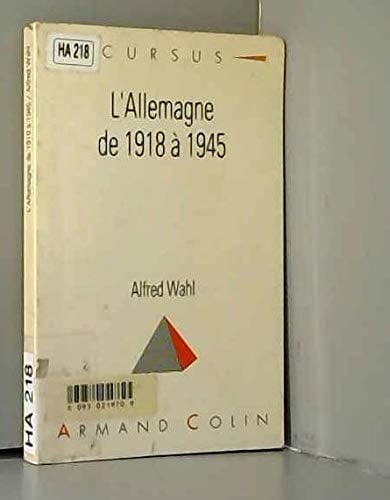 HA 218
CURSUS
L'Allemagne
de 1918 à 1945
Alfred Wahl
ARMAND COLIN
L'Allemagne de 1918 à 1945 / Alfred Wahl
HA 218